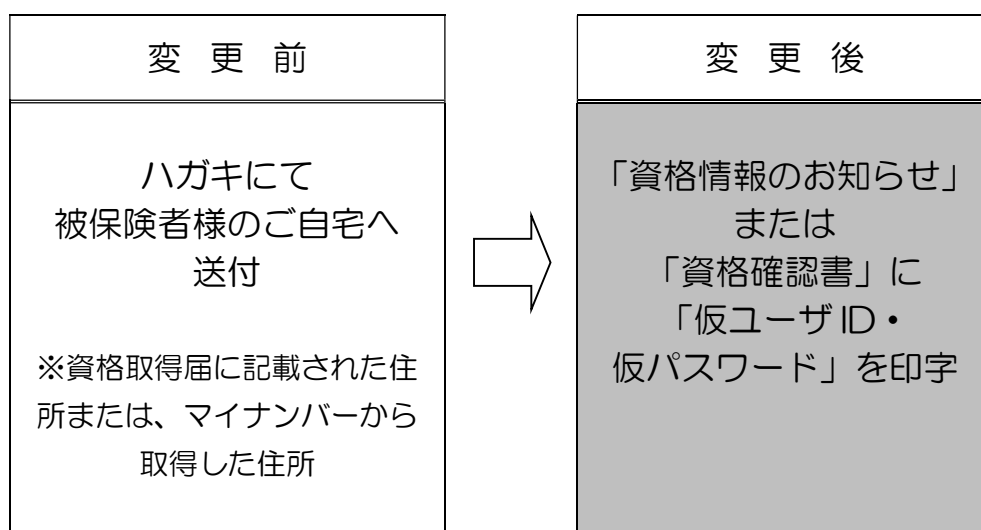 変 更 前
ハガキにて
被保険者様のご自宅へ
送付
※資格取得届に記載された住
所または、マイナンバーから
取得した住所
変 更 後
「資格情報のお知らせ」
または
「資格確認書」に
「仮ユーザ ID・
仮パスワード」を印字